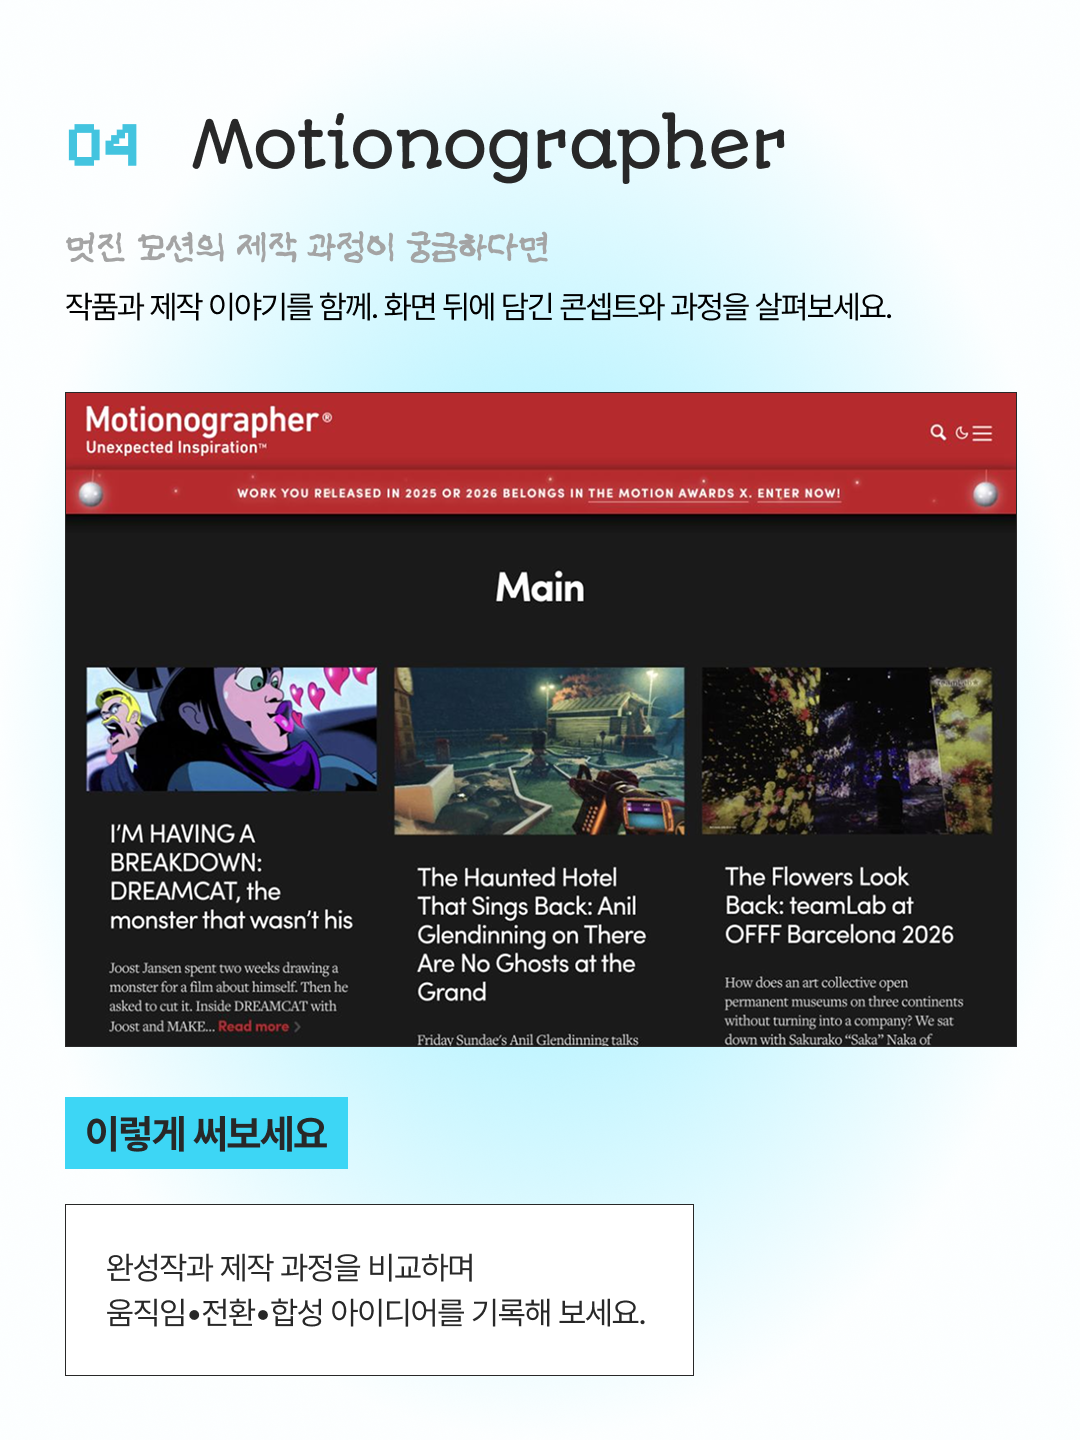 04 Motionographer
멋진 모션의 제작 과정이 궁금하다면
작품과 제작 이야기를 함께. 화면 뒤에 담긴 콘셉트와 과정을 살펴보세요.
Motionographer®
Unexpected Inspiration™
WORK YOU RELEASED IN 2025 OR 2026 BELONGS IN THE MOTION AWARDS X. ENTER NOW!
Main
I'M HAVING A
BREAKDOWN:
DREAMCAT, the
monster that wasn't his
Joost Jansen spent two weeks drawing a
monster for a film about himself. Then he
asked to cut it. Inside DREAMCAT with
Joost and MAKE... Read more >
The Haunted Hotel
That Sings Back: Anil
Glendinning on There
Are No Ghosts at the
Grand
Friday Sundae's Anil Glendinning talks
The Flowers Look
Back: teamLab at
OFFF Barcelona 2026
How does an art collective open
permanent museums on three continents
without turning into a company? We sat
down with Sakurako “Saka” Naka of
이렇게 써보세요
완성작과 제작 과정을 비교하며
움직임•전환•합성 아이디어를 기록해 보세요.